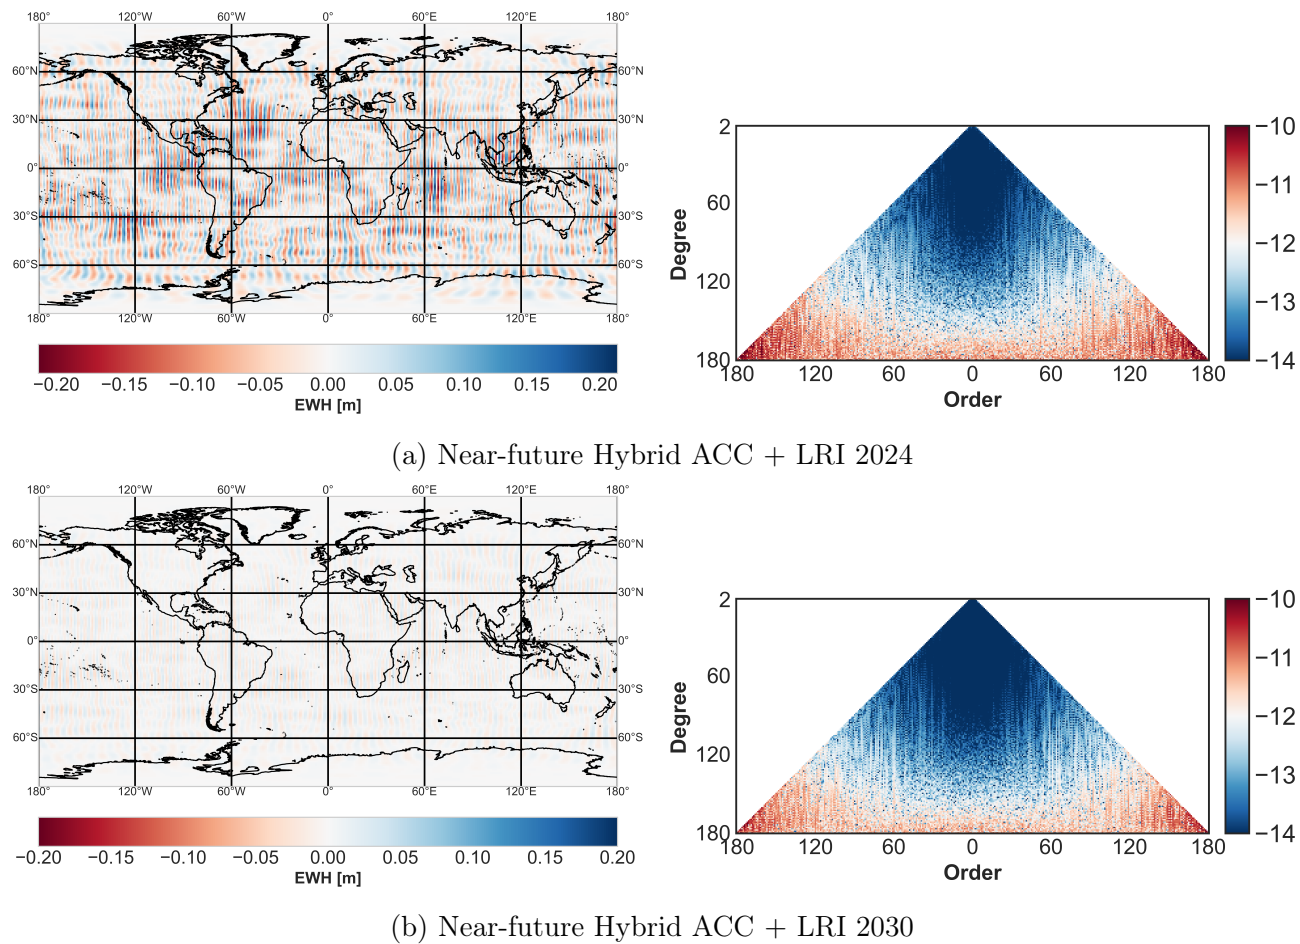 180° 120°W 60°W 0° 60°E 120°E 180°
60°N 60°N
30°N 30°N
0° 0°
30°S 30°S
60°S 60°S
180° 120°W 60°W 0° 60°E 120°E 180°
−0.20 −0.15 −0.10 −0.05 0.00 0.05 0.10 0.15 0.20
EWH [m]
2
60
120
180
Degree
180 120 60 0 60 120 180
Order
−10
−11
−12
−13
−14
(a) Near-future Hybrid ACC + LRI 2024
180° 120°W 60°W 0° 60°E 120°E 180°
60°N 60°N
30°N 30°N
0° 0°
30°S 30°S
60°S 60°S
180° 120°W 60°W 0° 60°E 120°E 180°
−0.20 −0.15 −0.10 −0.05 0.00 0.05 0.10 0.15 0.20
EWH [m]
2
60
120
180
Degree
180 120 60 0 60 120 180
Order
−10
−11
−12
−13
−14
(b) Near-future Hybrid ACC + LRI 2030